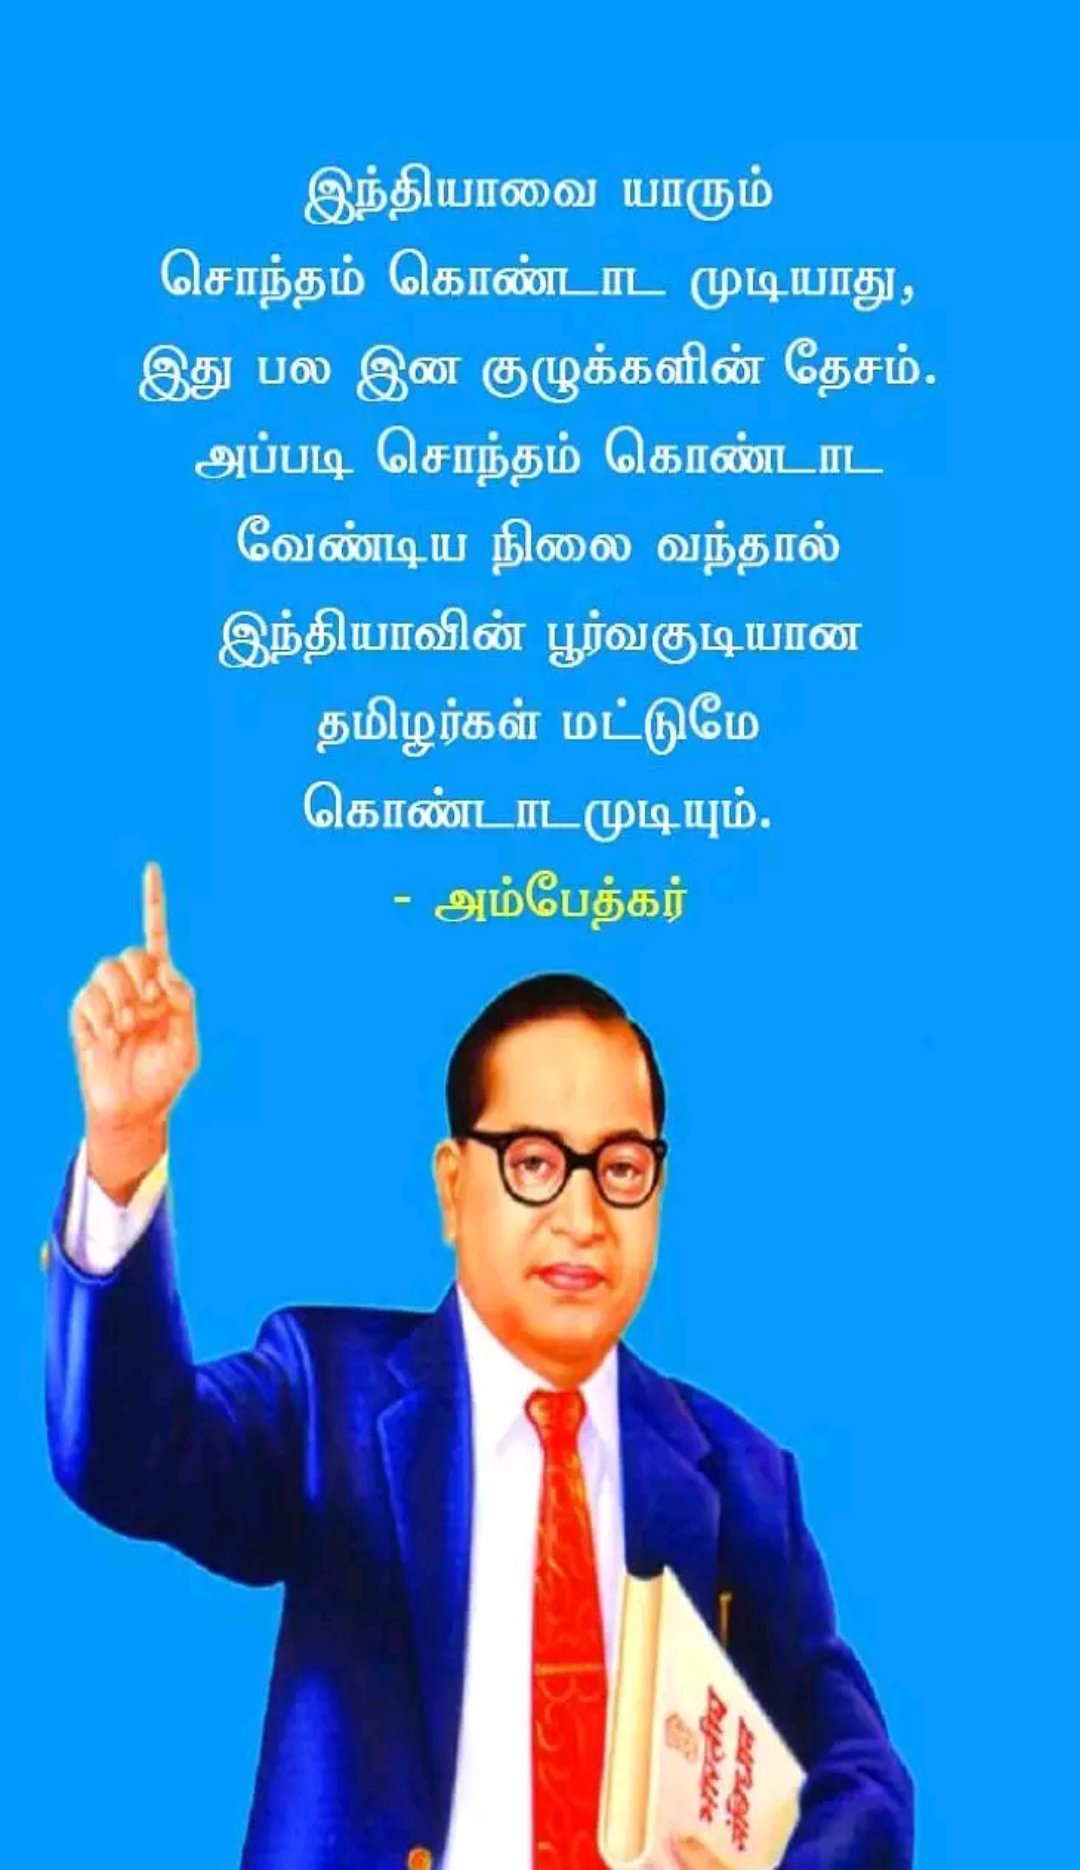 இந்தியாவை யாரும்
சொந்தம் கொண்டாட முடியாது,
இது பல இன குழுக்களின் தேசம்.
அப்படி சொந்தம் கொண்டாட
வேண்டிய நிலை வந்தால்
இந்தியாவின் பூர்வகுடியான
தமிழர்கள் மட்டுமே
கொண்டாடமுடியும்.
- அம்பேத்கர்
भारतीय
संविधान